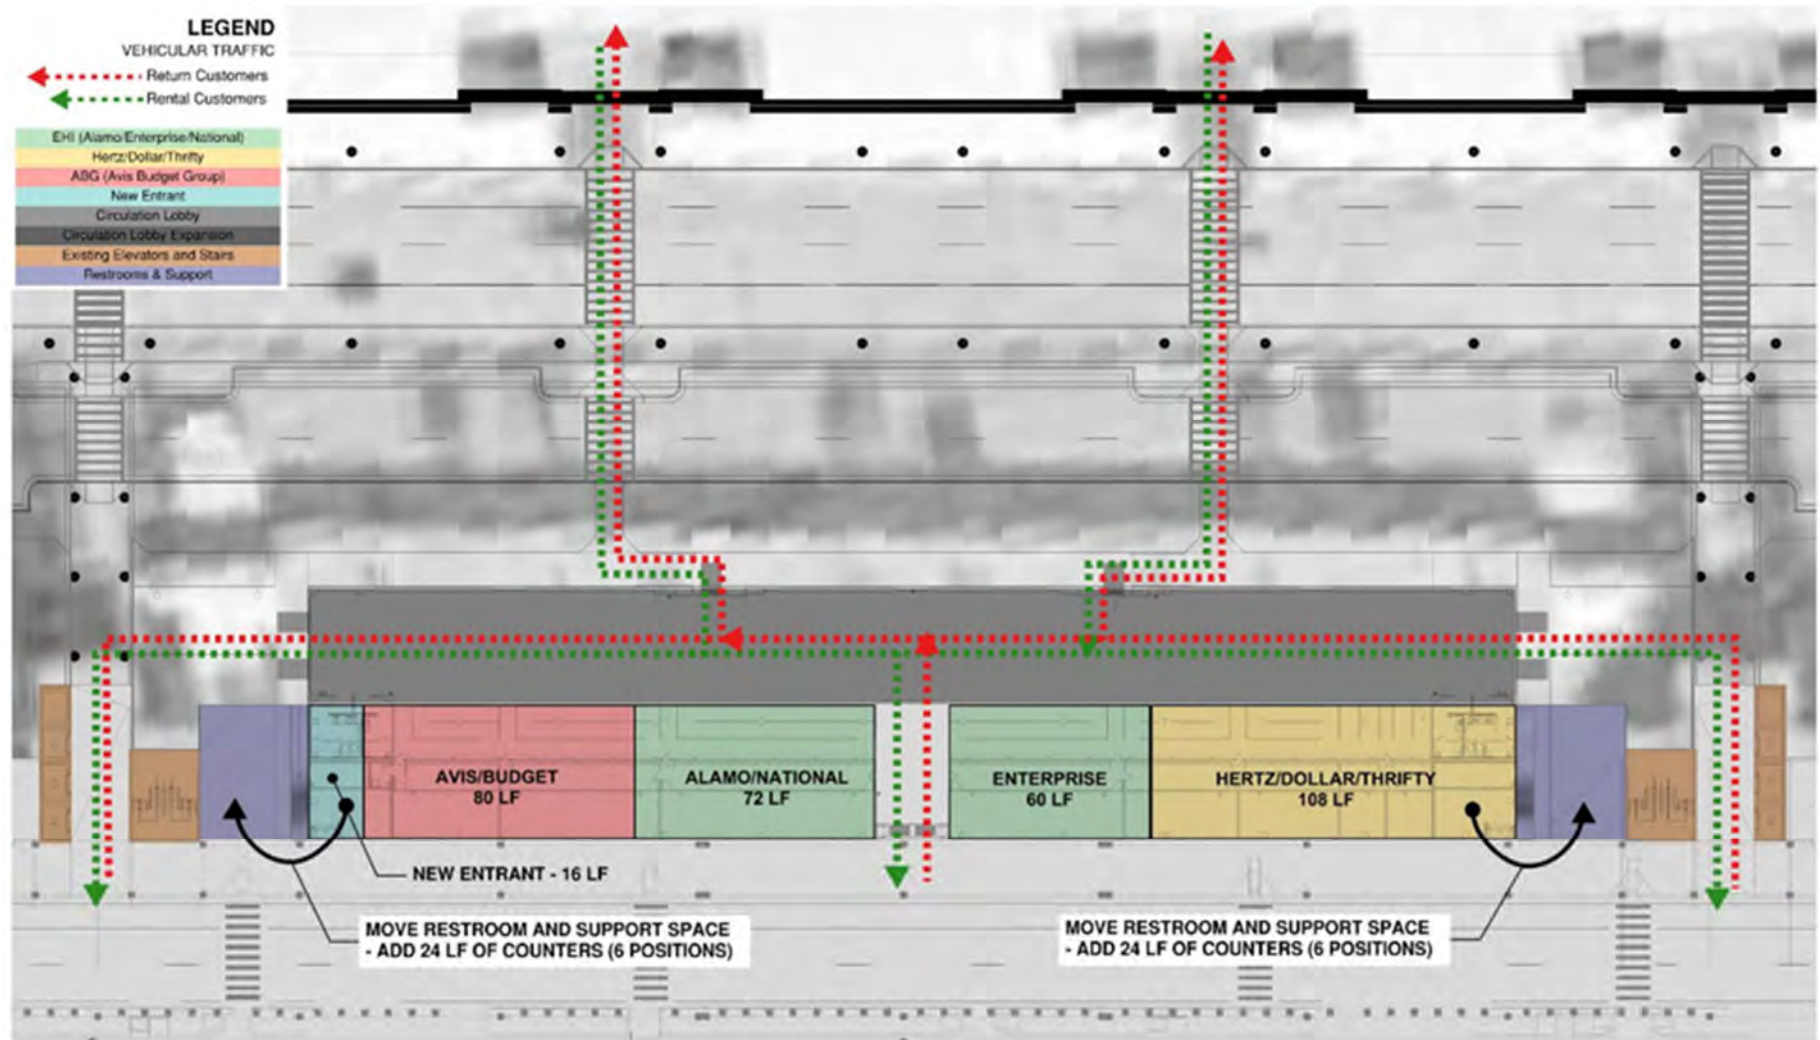 LEGEND
VEHICULAR TRAFFIC
Return Customers
Rental Customers
EHI (Alamo/Enterprise/National)
Hertz/Dollar/Thrifty
ABG (Avis Budget Group)
New Entrant
Circulation Lobby
Circulation Lobby Expansion
Existing Elevators and Stairs
Restrooms & Support
AVIS/BUDGET
80 LF
ALAMO/NATIONAL
72 LF
ENTERPRISE
60 LF
HERTZ/DOLLAR/THRIFTY
108 LF
NEW ENTRANT - 16 LF
MOVE RESTROOM AND SUPPORT SPACE
- ADD 24 LF OF COUNTERS (6 POSITIONS)
MOVE RESTROOM AND SUPPORT SPACE
- ADD 24 LF OF COUNTERS (6 POSITIONS)